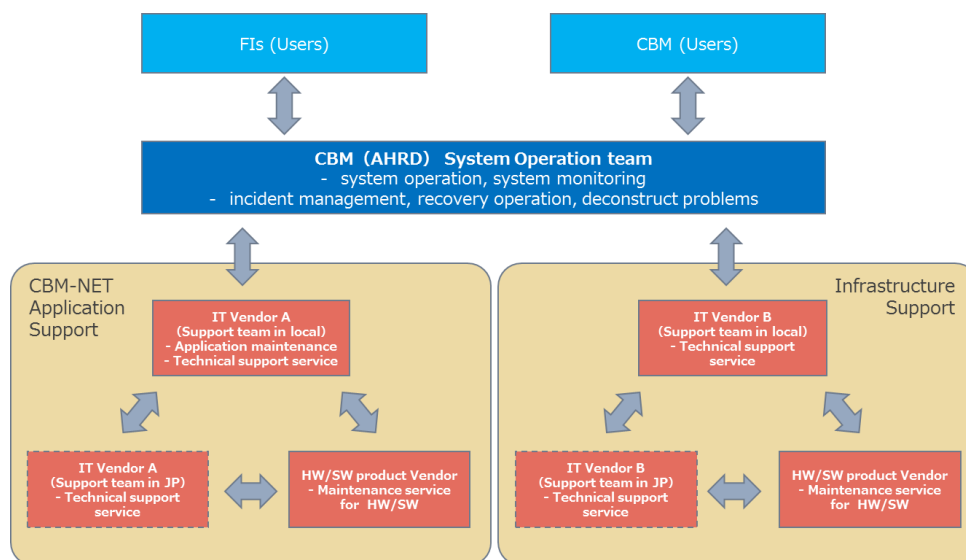 FIs (Users)
CBM (Users)
CBM（AHRD） System Operation team
- system operation, system monitoring
- incident management, recovery operation, deconstruct problems
CBM-NET
Application
Support
IT Vendor A
(Support team in local)
- Application maintenance
- Technical support service
IT Vendor A
(Support team in JP)
- Technical support
service
HW/SW product Vendor
- Maintenance service
for HW/SW
Infrastructure
Support
IT Vendor B
(Support team in local)
- Technical support
service
IT Vendor B
(Support team in JP)
- Technical support
service
HW/SW product Vendor
- Maintenance service
for HW/SW